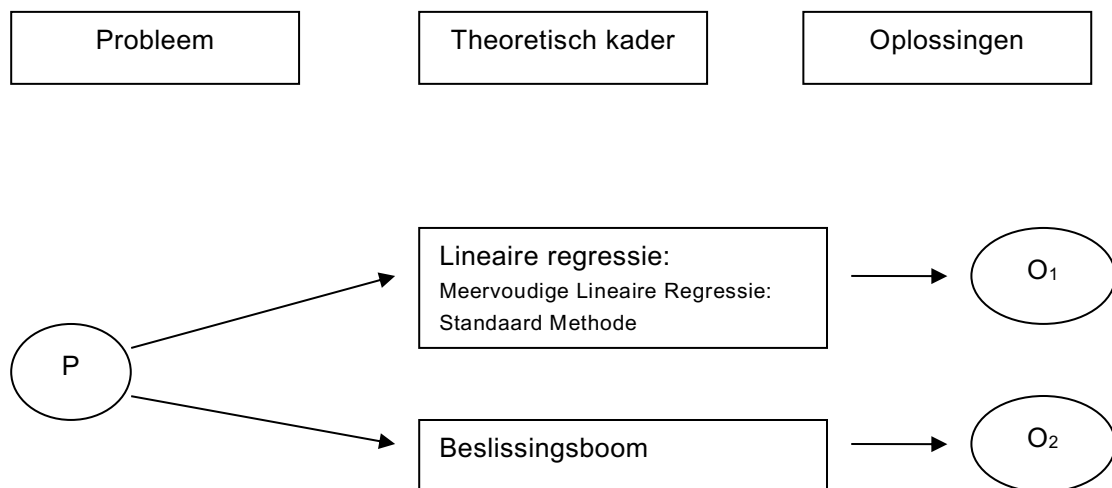 Probleem
Theoretisch kader
Oplossingen
Lineaire regressie:
Meervoudige Lineaire Regressie:
Standaard Methode
O1
P
Beslissingsboom
O2